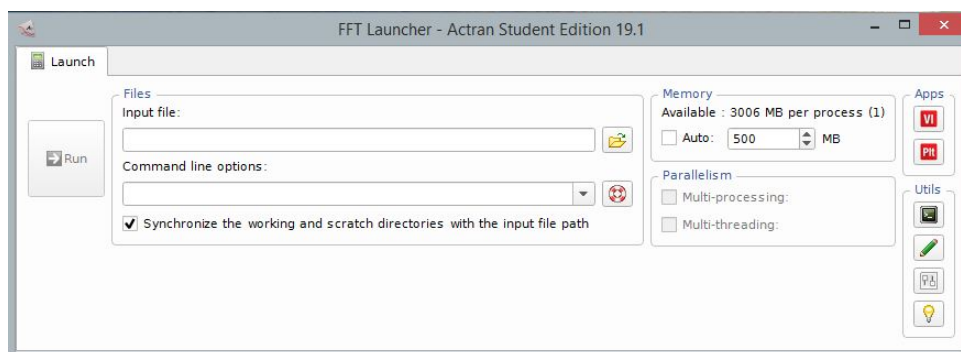 FFT Launcher - Actran Student Edition 19.1
Launch
Run
Files
Input file:
Command line options:
Synchronize the working and scratch directories with the input file path
Memory
Available : 3006 MB per process (1)
Auto: 500 MB
Parallelism
Multi-processing:
Multi-threading:
Apps
VI
Plt
Utils